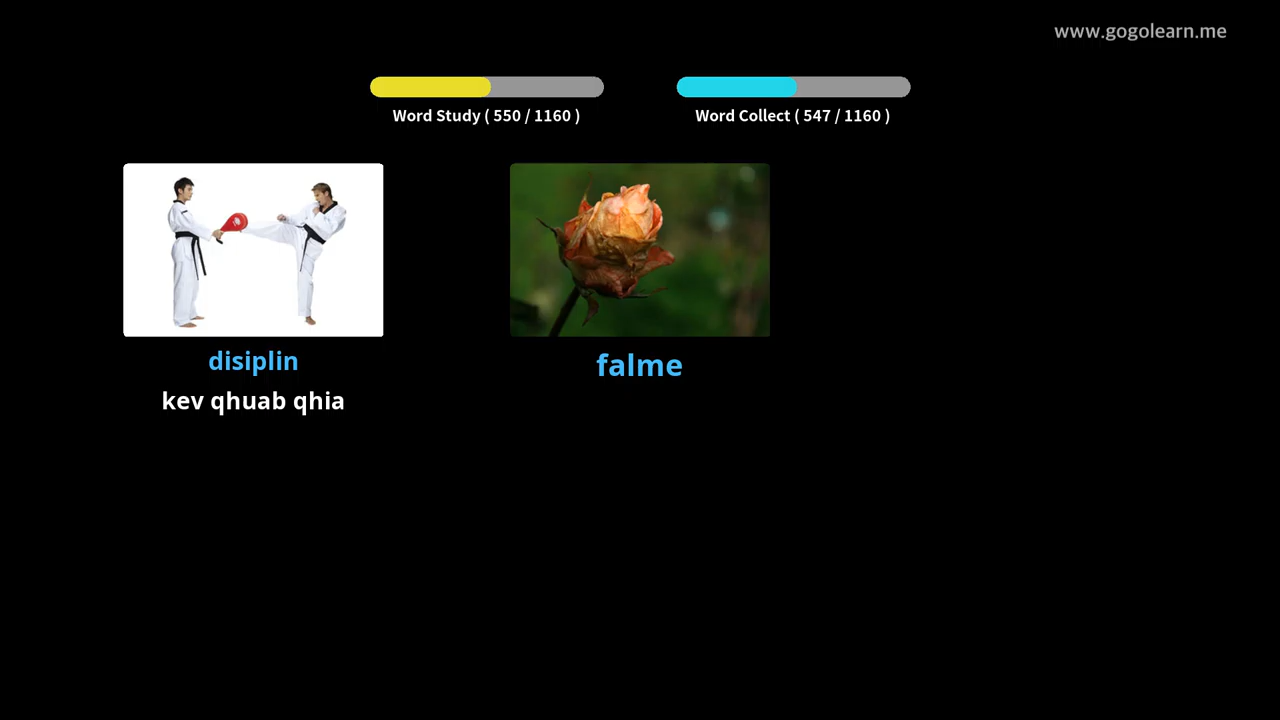 www.gogolearn.me
Word Study ( 550 / 1160 )
Word Collect ( 547 / 1160 )
disiplin
kev qhuab qhia
falme